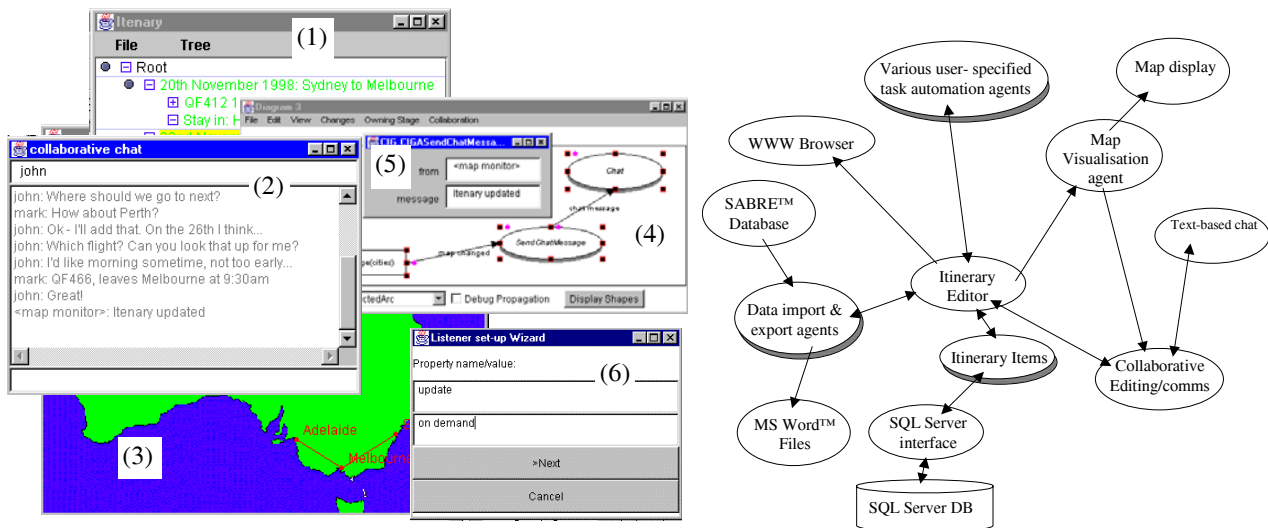 Itenary
(1)
File Tree
Root
20th November 1998: Sydney to Melbourne
QF412 1
Stay in: H
Diagram 3
File Edit View Changes Owning Stage Collaboration
CIG.CIGASendChatMessa...
(5)
from <map monitor>
message Itenary updated
Chat
chat message
(4)
SendChatMessage
map changed
ge(cities)
ctedArc
Debug Propagation
Display Shapes
collaborative chat
john
(2)
john: Where should we go to next?
mark: How about Perth?
john: Ok - I'll add that. On the 26th I think...
john: Which flight? Can you look that up for me?
john: I'd like morning sometime, not too early...
mark: QF466, leaves Melbourne at 9:30am
john: Great!
<map monitor>: Itenary updated
(3)
Adelaide
Melbourne
S
Listener set-up Wizard
Property name/value:
(6)
update
on demand
>Next
Cancel
Various user- specified
task automation agents
Map display
WWW Browser
Map
Visualisation
agent
SABRE™
Database
Text-based chat
Itinerary
Editor
Data import &
export agents
Itinerary Items
Collaborative
Editing/comms
MS Word™
Files
SQL Server
interface
SQL Server DB